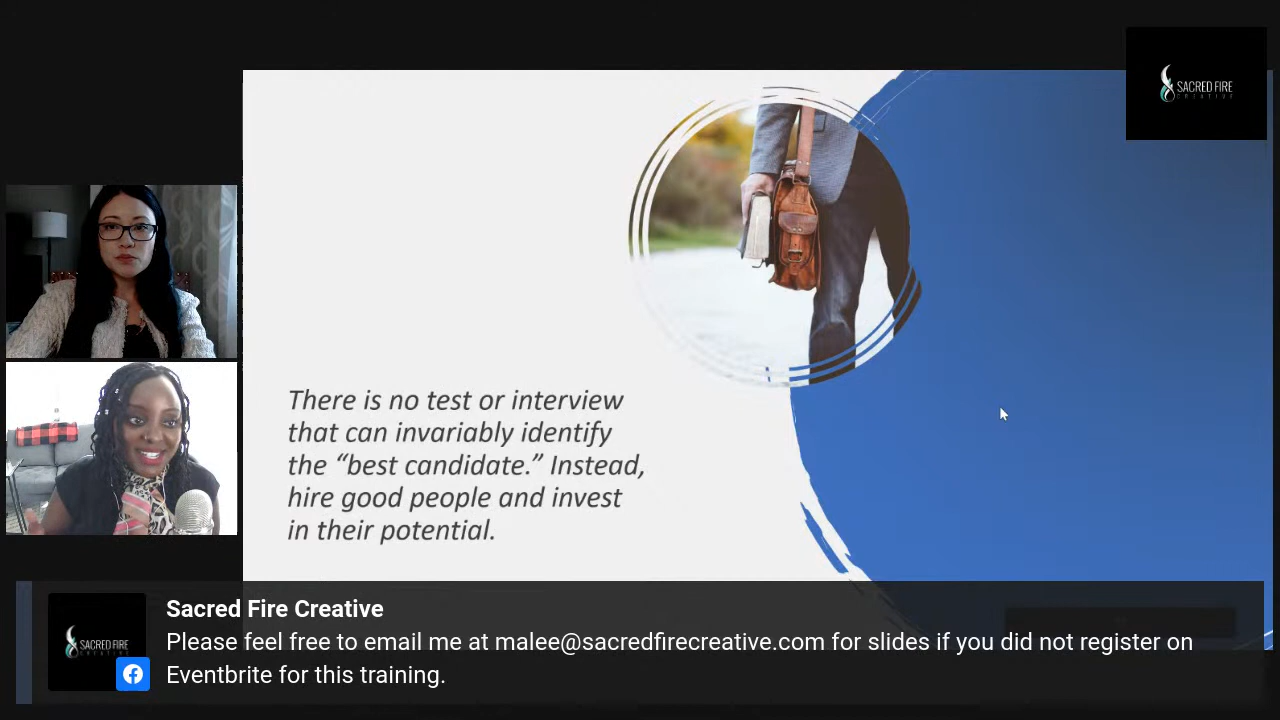 SACRED FIRE
CREATIVE
There is no test or interview
that can invariably identify
the “best candidate.” Instead,
hire good people and invest
in their potential.
SACRED FIRE
Sacred Fire Creative
Please feel free to email me at malee@sacredfirecreative.com for slides if you did not register on
Eventbrite for this training.